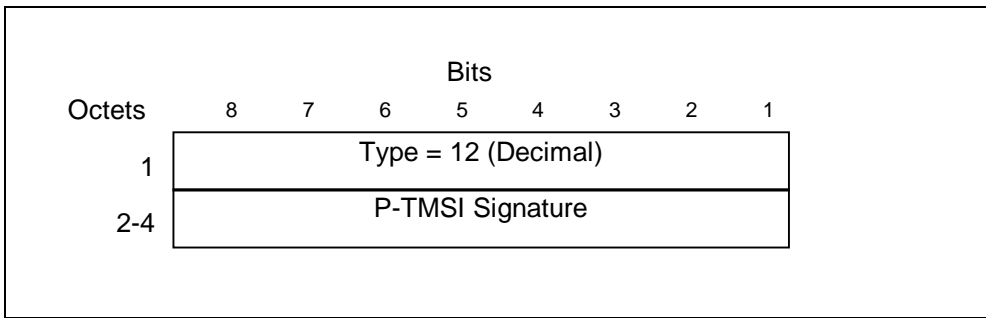 Bits
Octets 8 7 6 5 4 3 2 1
1 Type = 12 (Decimal)
2-4 P-TMSI Signature